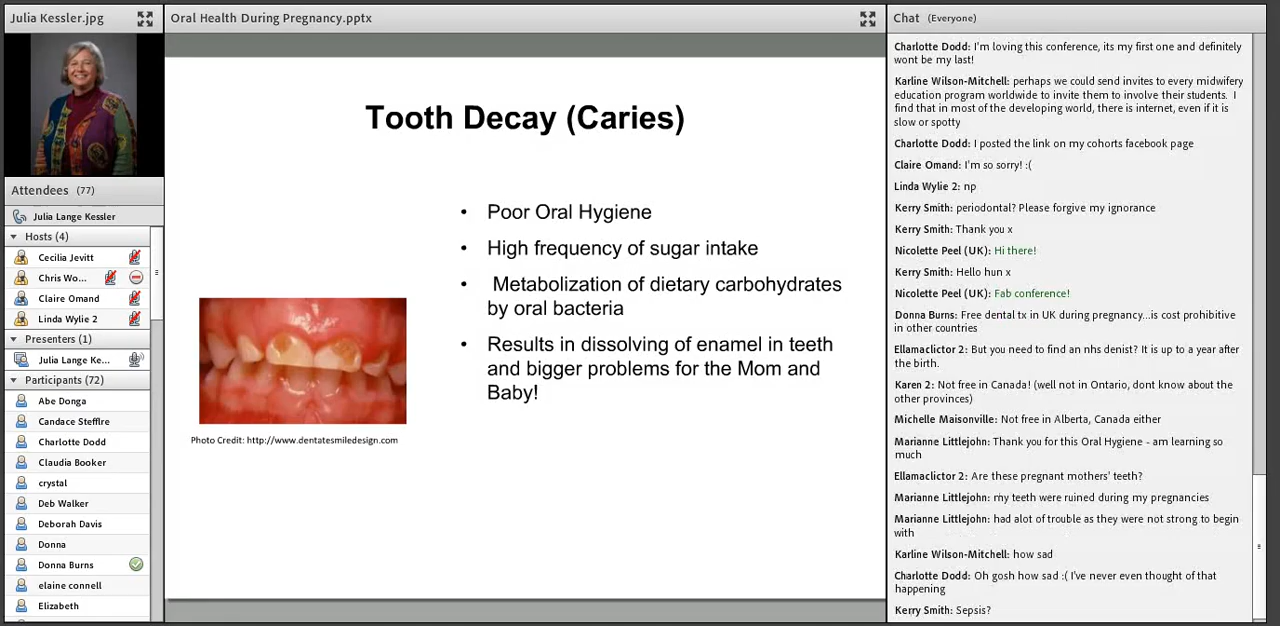 Julia Kessler.jpg
Attendees (77)
Julia Lange Kessler
Hosts (4)
Cecilia Jevitt
Chris Wo...
Claire Omand
Linda Wylie 2
Presenters (1)
Julia Lange Ke...
Participants (72)
Abe Donga
Candace Stefflre
Charlotte Dodd
Claudia Booker
crystal
Deb Walker
Deborah Davis
Donna
Donna Burns
elaine connell
Elizabeth
Oral Health During Pregnancy.pptx
Tooth Decay (Caries)
• Poor Oral Hygiene
• High frequency of sugar intake
• Metabolization of dietary carbohydrates
by oral bacteria
• Results in dissolving of enamel in teeth
and bigger problems for the Mom and
Baby!
Photo Credit: http://www.dentatesmiledesign.com
Chat (Everyone)
Charlotte Dodd: I'm loving this conference, its my first one and definitely
wont be my last!
Karline Wilson-Mitchell: perhaps we could send invites to every midwifery
education program worldwide to invite them to involve their students. I
find that in most of the developing world, there is internet, even if it is
slow or spotty
Charlotte Dodd: I posted the link on my cohorts facebook page
Claire Omand: I'm so sorry! :(
Linda Wylie 2: np
Kerry Smith: periodontal? Please forgive my ignorance
Kerry Smith: Thank you x
Nicolette Peel (UK): Hi there!
Kerry Smith: Hello hun x
Nicolette Peel (UK): Fab conference!
Donna Burns: Free dental tx in UK during pregnancy...is cost prohibitive
in other countries
Ellamaclictor 2: But you need to find an nhs denist? It is up to a year after
the birth.
Karen 2: Not free in Canada! (well not in Ontario, dont know about the
other provinces)
Michelle Maisonville: Not free in Alberta, Canada either
Marianne Littlejohn: Thank you for this Oral Hygiene - am learning so
much
Ellamaclictor 2: Are these pregnant mothers' teeth?
Marianne Littlejohn: my teeth were ruined during my pregnancies
Marianne Littlejohn: had alot of trouble as they were not strong to begin
with
Karline Wilson-Mitchell: how sad
Charlotte Dodd: Oh gosh how sad :( I've never even thought of that
happening
Kerry Smith: Sepsis?